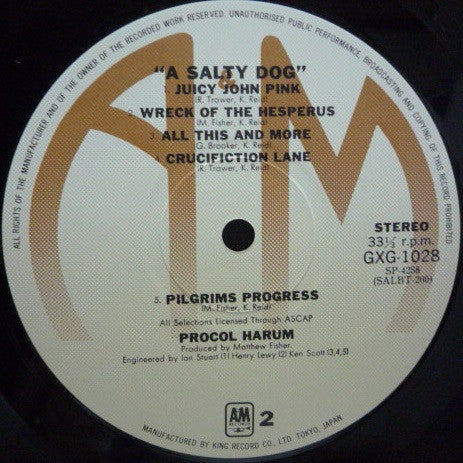 ALL RIGHTS OF THE MANUFACTURER AND OF THE OWNER OF THE RECORDED WORK RESERVED. UNAUTHORISED PUBLIC PERFORMANCE, BROADCASTING AND COPYING OF THIS RECORD PROHIBITED
A&M
"A SALTY DOG"
1. JUICY JOHN PINK
(R. Trower, K. Reid)
2. WRECK OF THE HESPERUS
(M. Fisher, K. Reid)
3. ALL THIS AND MORE
(G. Brooker, K. Reid)
4. CRUCIFICTION LANE
(R. Trower, K. Reid)
STEREO
33⅓ r.p.m.
GXG-1028
SP-4258
(SALBT-200)
5. PILGRIMS PROGRESS
(M. Fisher, K. Reid)
All Selections Licensed Through ASCAP
PROCOL HARUM
Produced by Matthew Fisher.
Engineered by Ian Stuart (1) Henry Lewy (2) Ken Scott (3,4,5)
A&M
RECORDS
2
MANUFACTURED BY KING RECORD CO. LTD. TOKYO, JAPAN